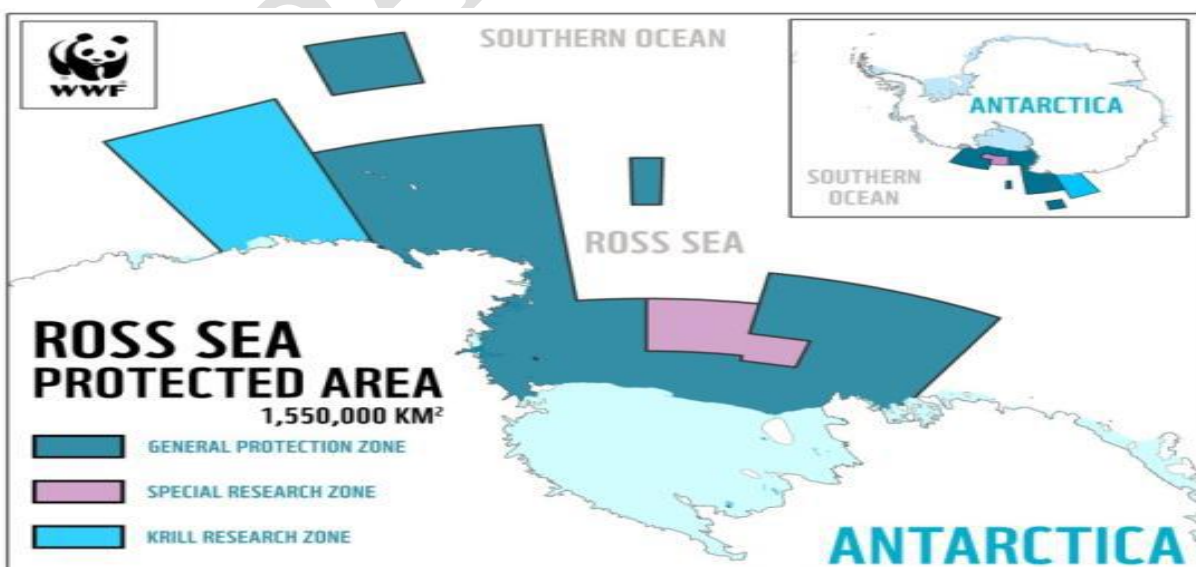 WWF
SOUTHERN OCEAN
ANTARCTICA
SOUTHERN
OCEAN
ROSS SEA
ROSS SEA
PROTECTED AREA
1,550,000 KM²
GENERAL PROTECTION ZONE
SPECIAL RESEARCH ZONE
KRILL RESEARCH ZONE
ANTARCTICA